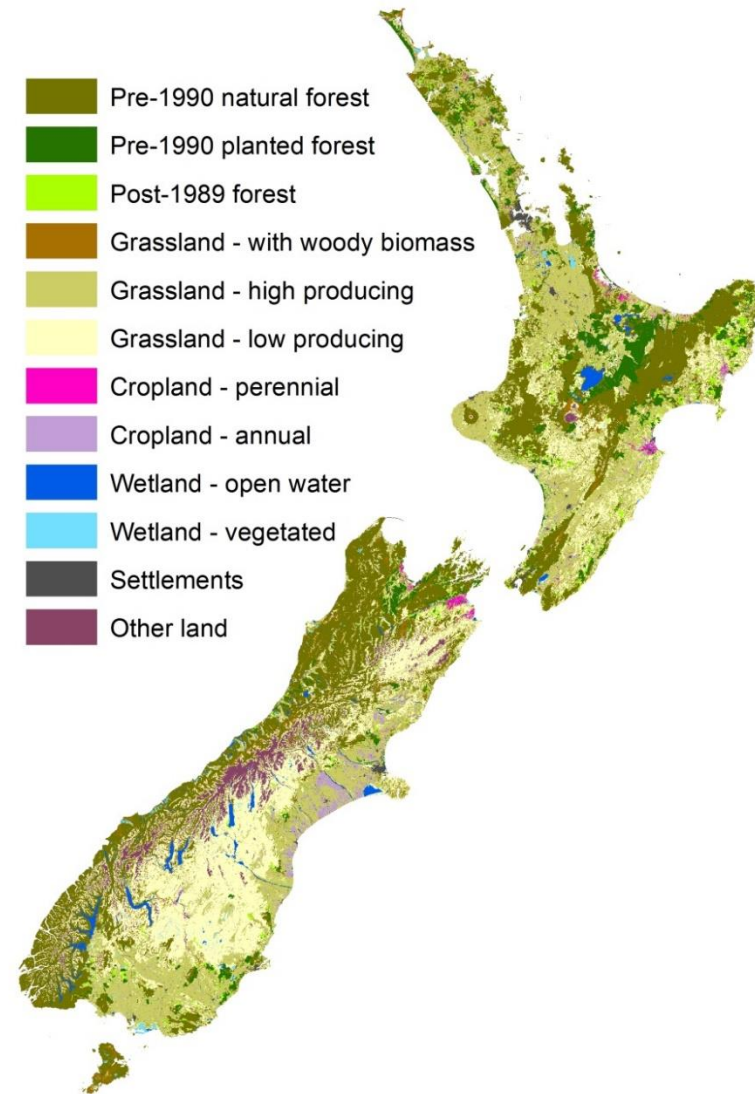 Pre-1990 natural forest
Pre-1990 planted forest
Post-1989 forest
Grassland - with woody biomass
Grassland - high producing
Grassland - low producing
Cropland - perennial
Cropland - annual
Wetland - open water
Wetland - vegetated
Settlements
Other land